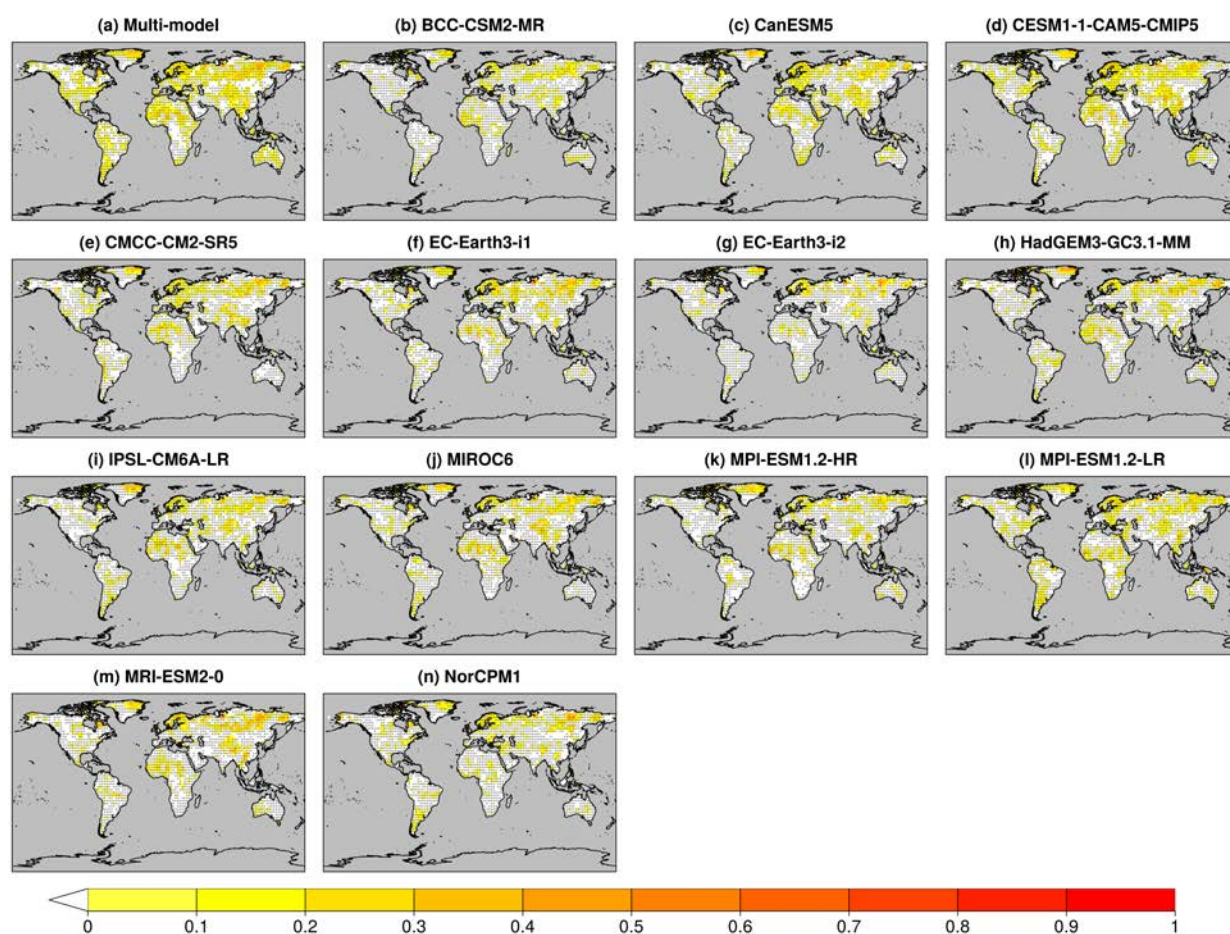 (a) Multi-model (b) BCC-CSM2-MR (c) CanESM5 (d) CESM1-1-CAM5-CMIP5
(e) CMCC-CM2-SR5 (f) EC-Earth3-i1 (g) EC-Earth3-i2 (h) HadGEM3-GC3.1-MM
(i) IPSL-CM6A-LR (j) MIROC6 (k) MPI-ESM1.2-HR (l) MPI-ESM1.2-LR
(m) MRI-ESM2-0 (n) NorCPM1
0 0.1 0.2 0.3 0.4 0.5 0.6 0.7 0.8 0.9 1